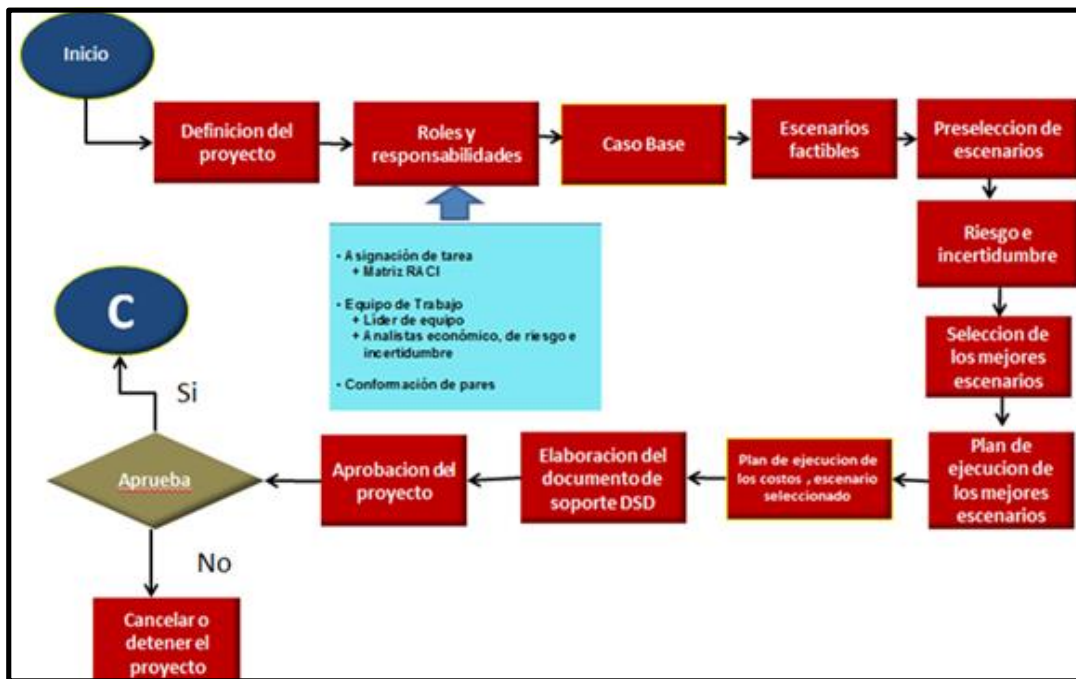 Inicio
Definicion del
proyecto
Roles y
responsabilidades
Caso Base
Escenarios
factibles
Preseleccion de
escenarios
Riesgo e
incertidumbre
Seleccion de
los mejores
escenarios
Plan de
ejecucion de
los mejores
escenarios
Plan de ejecucion de
los costos , escenario
seleccionado
Elaboracion del
documento de
soporte DSD
Aprobacion del
proyecto
Aprueba
Si
C
No
Cancelar o
detener el
proyecto
• Asignación de tarea
+ Matriz RACI
• Equipo de Trabajo
+ Líder de equipo
+ Analistas económico, de riesgo e
incertidumbre
• Conformación de pares